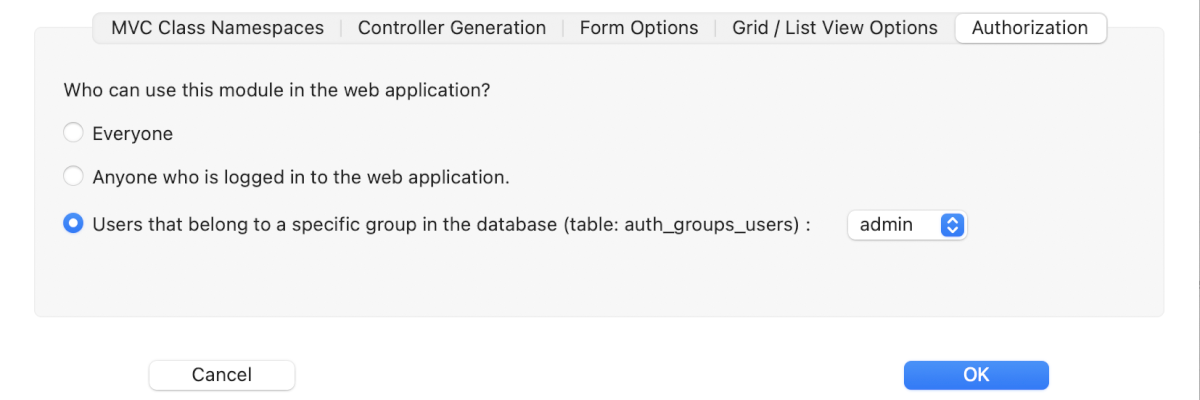 MVC Class Namespaces Controller Generation Form Options Grid / List View Options Authorization
Who can use this module in the web application?
Everyone
Anyone who is logged in to the web application.
Users that belong to a specific group in the database (table: auth_groups_users) : admin
Cancel OK